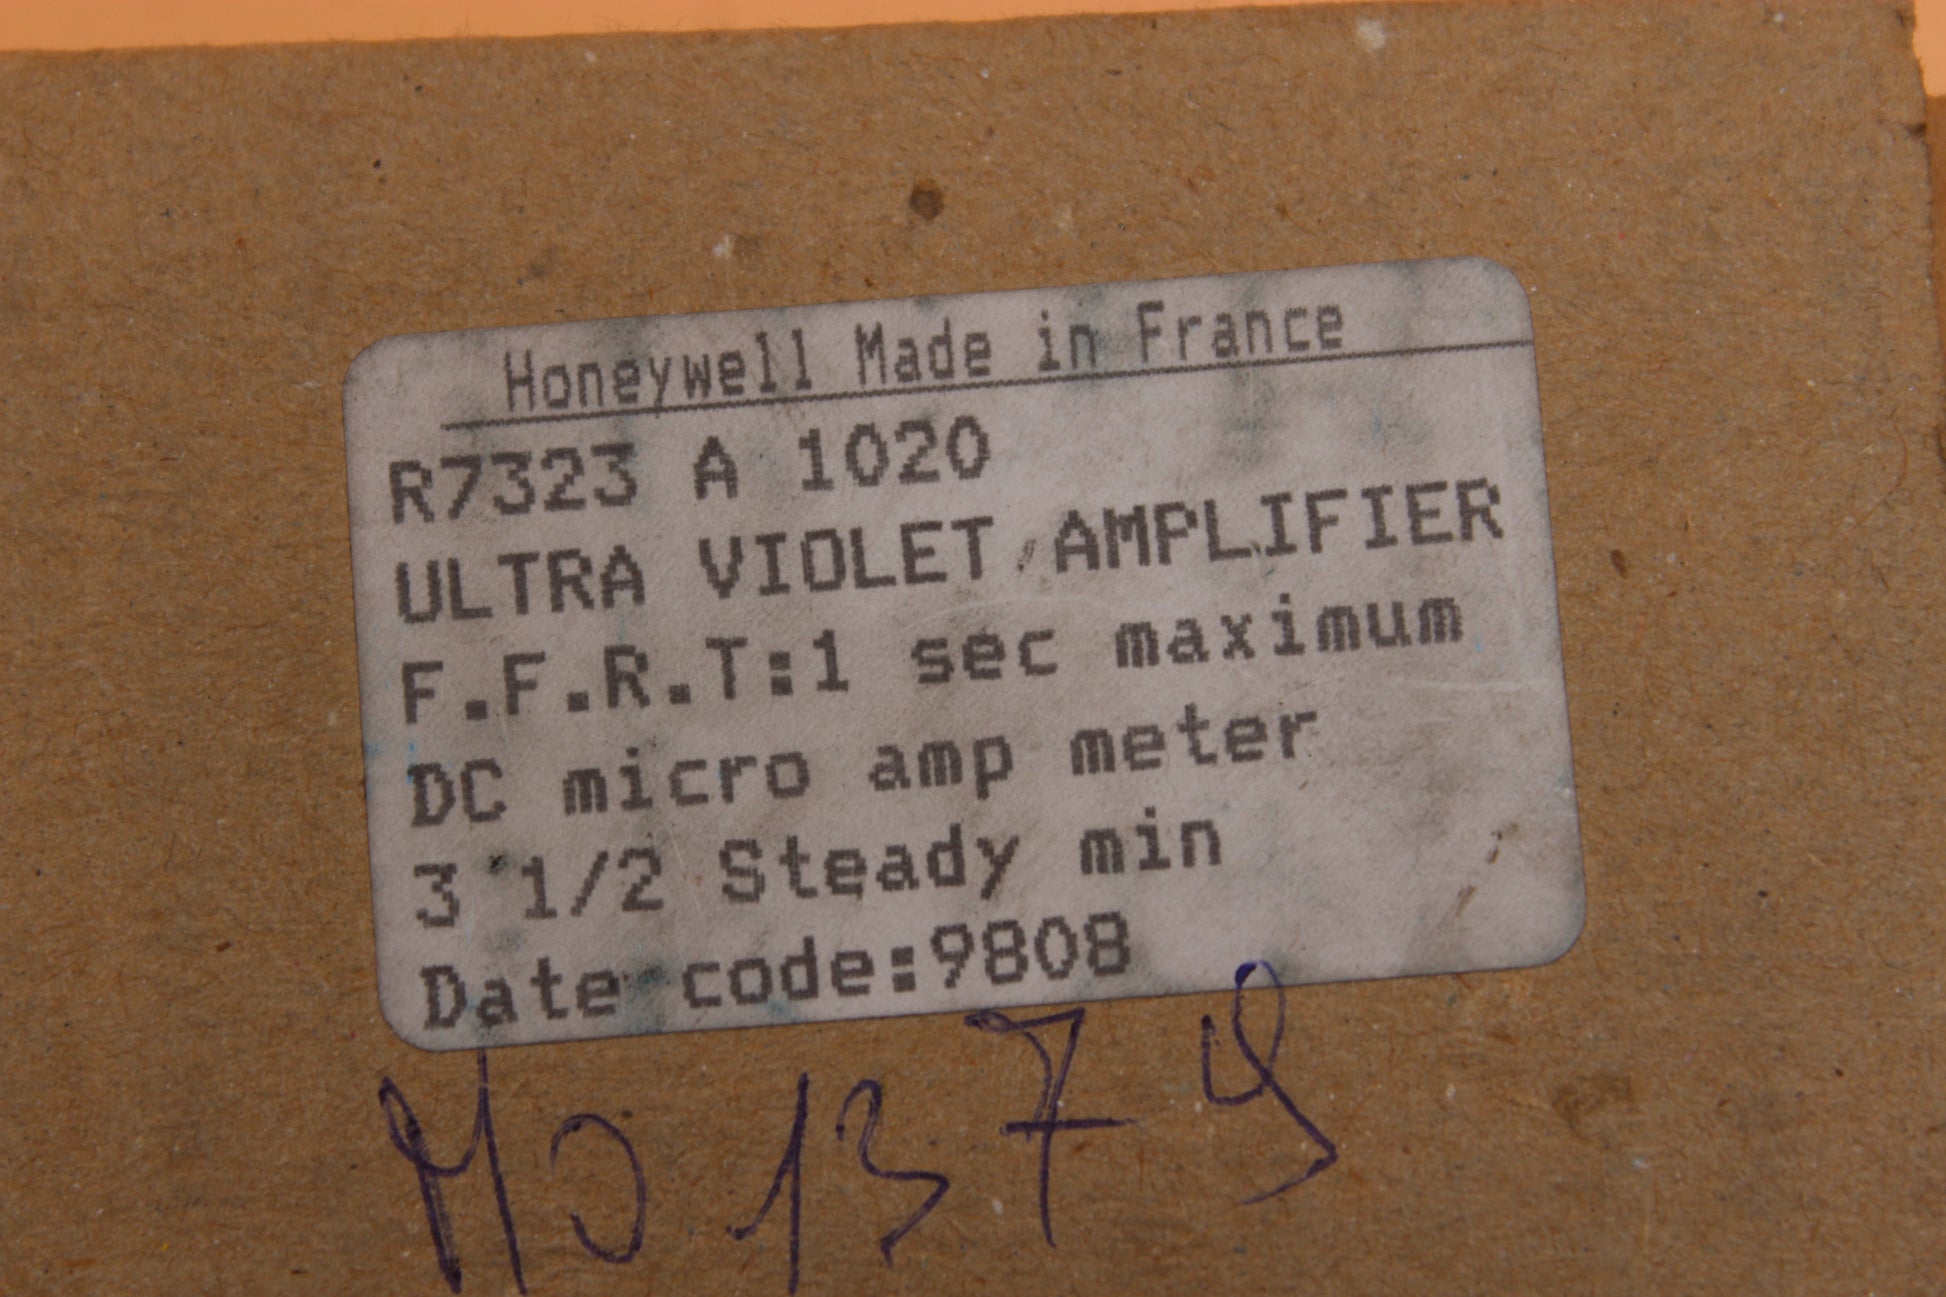 Honeywell Made in France
R7323 A 1020
ULTRA VIOLET AMPLIFIER
F.F.R.T:1 sec maximum
DC micro amp meter
3 1/2 Steady min
Date code:9808
M01379